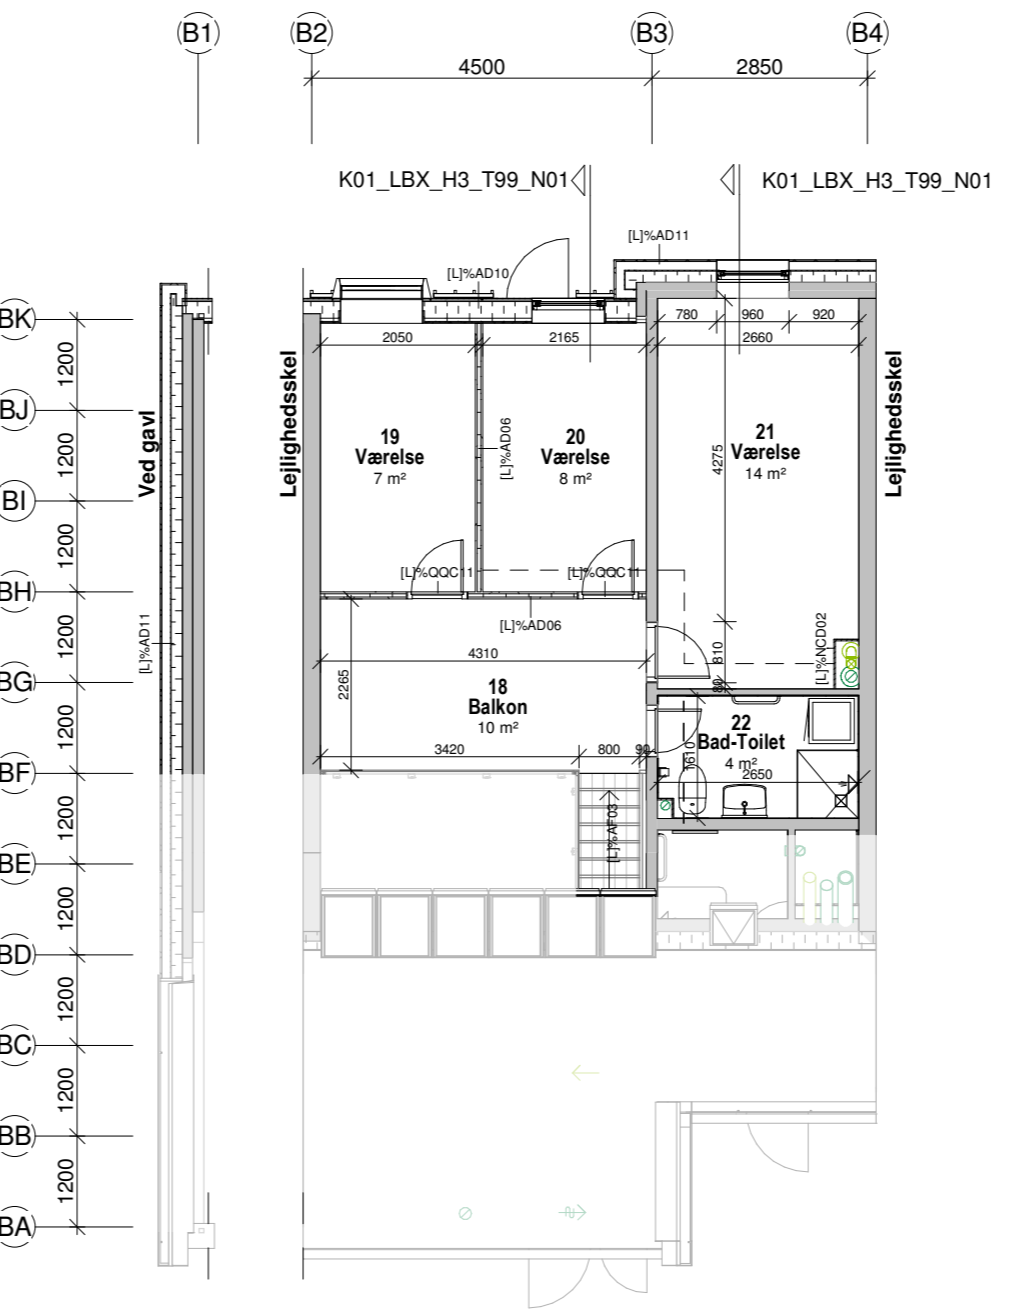 B1
B2
B3
B4
4500
2850
K01_LBX_H3_T99_N01
K01_LBX_H3_T99_N01
[L]%AD11
[L]%AD10
BK
BJ
BI
BH
BG
BF
BE
BD
BC
BB
BA
1200
1200
1200
1200
1200
1200
1200
1200
1200
1200
Ved gavl
[L]%AD11
Lejlighedsskel
Lejlighedsskel
780
960
920
2050
2165
2660
19
Værelse
7 m²
[L]%AD06
20
Værelse
8 m²
4275
21
Værelse
14 m²
[L]%QQC11
[L]%QQC11
[L]%AD06
[L]%NCD02
810
80
4310
2265
18
Balkon
10 m²
3420
800
90
22
Bad-Toilet
4 m²
1610
2650
[L]%AF03